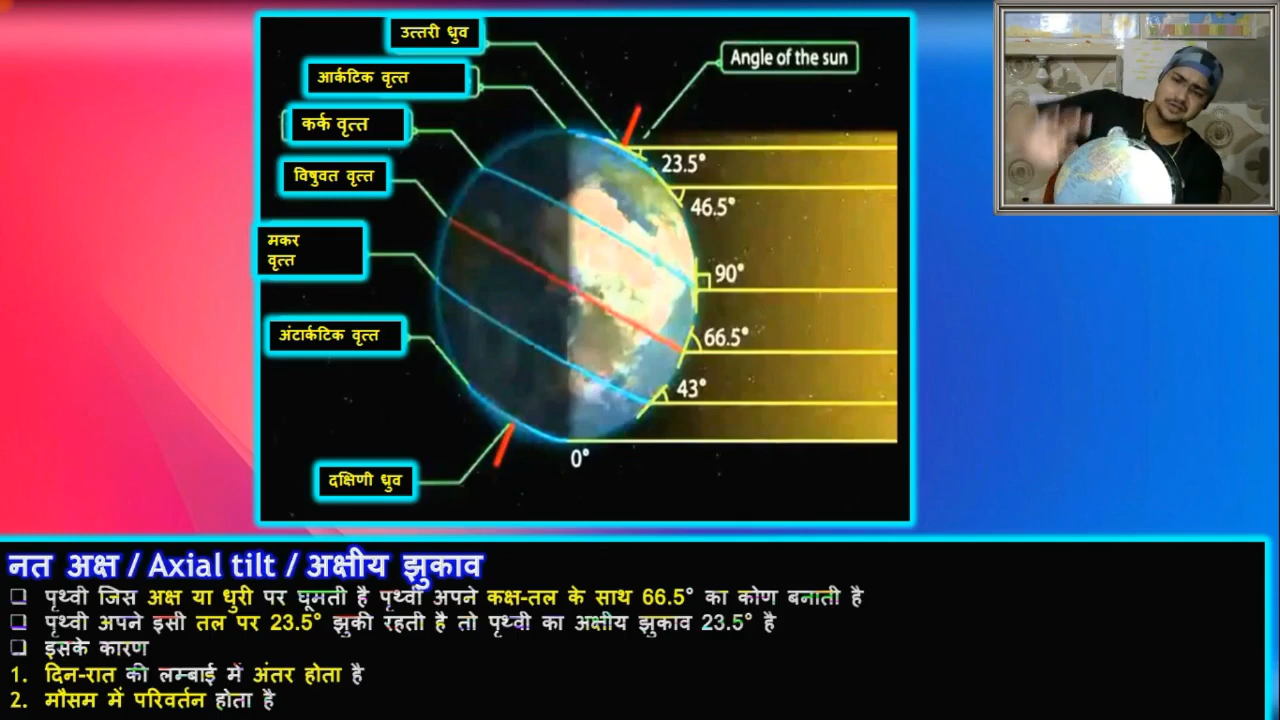 उत्तरी ध्रुव
Angle of the sun
आर्कटिक वृत्त
कर्क वृत्त
23.5°
विषुवत वृत्त
46.5°
मकर
वृत्त
90°
अंटार्कटिक वृत्त
66.5°
43°
0°
दक्षिणी ध्रुव
नत अक्ष / Axial tilt / अक्षीय झुकाव
❑ पृथ्वी जिस अक्ष या धुरी पर घूमती है पृथ्वी अपने कक्ष-तल के साथ 66.5° का कोण बनाती है
❑ पृथ्वी अपने इसी तल पर 23.5° झुकी रहती है तो पृथ्वी का अक्षीय झुकाव 23.5° है
❑ इसके कारण
1. दिन-रात की लम्बाई में अंतर होता है
2. मौसम में परिवर्तन होता है